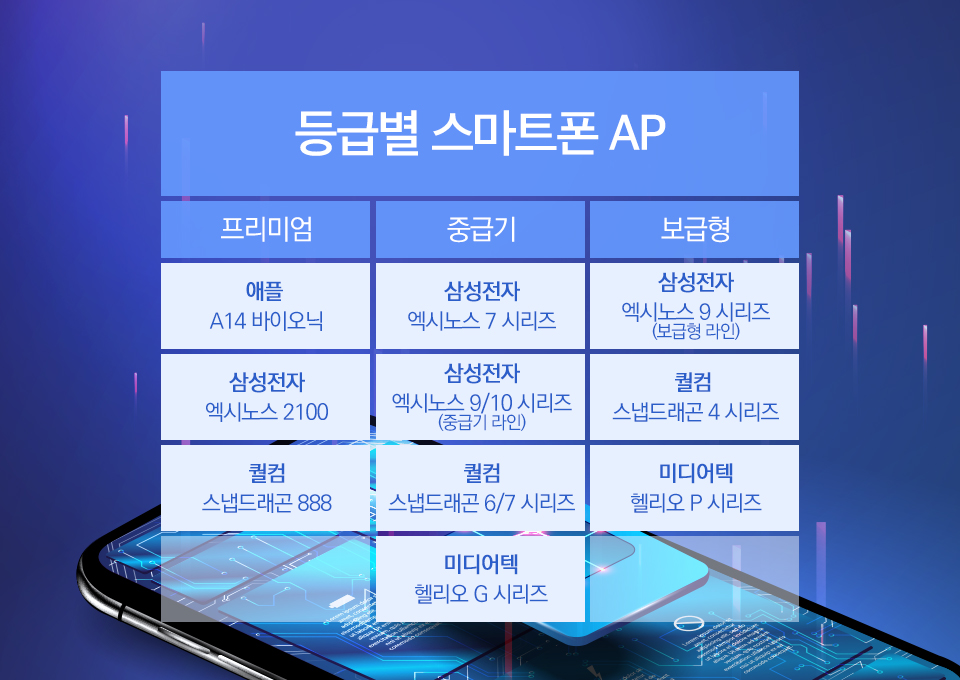 등급별 스마트폰 AP
프리미엄 중급기 보급형
애플
A14 바이오닉
삼성전자
엑시노스 7 시리즈
삼성전자
엑시노스 9 시리즈
(보급형 라인)
삼성전자
엑시노스 2100
삼성전자
엑시노스 9/10 시리즈
(중급기 라인)
퀄컴
스냅드래곤 4 시리즈
퀄컴
스냅드래곤 888
퀄컴
스냅드래곤 6/7 시리즈
미디어텍
헬리오 P 시리즈
미디어텍
헬리오 G 시리즈